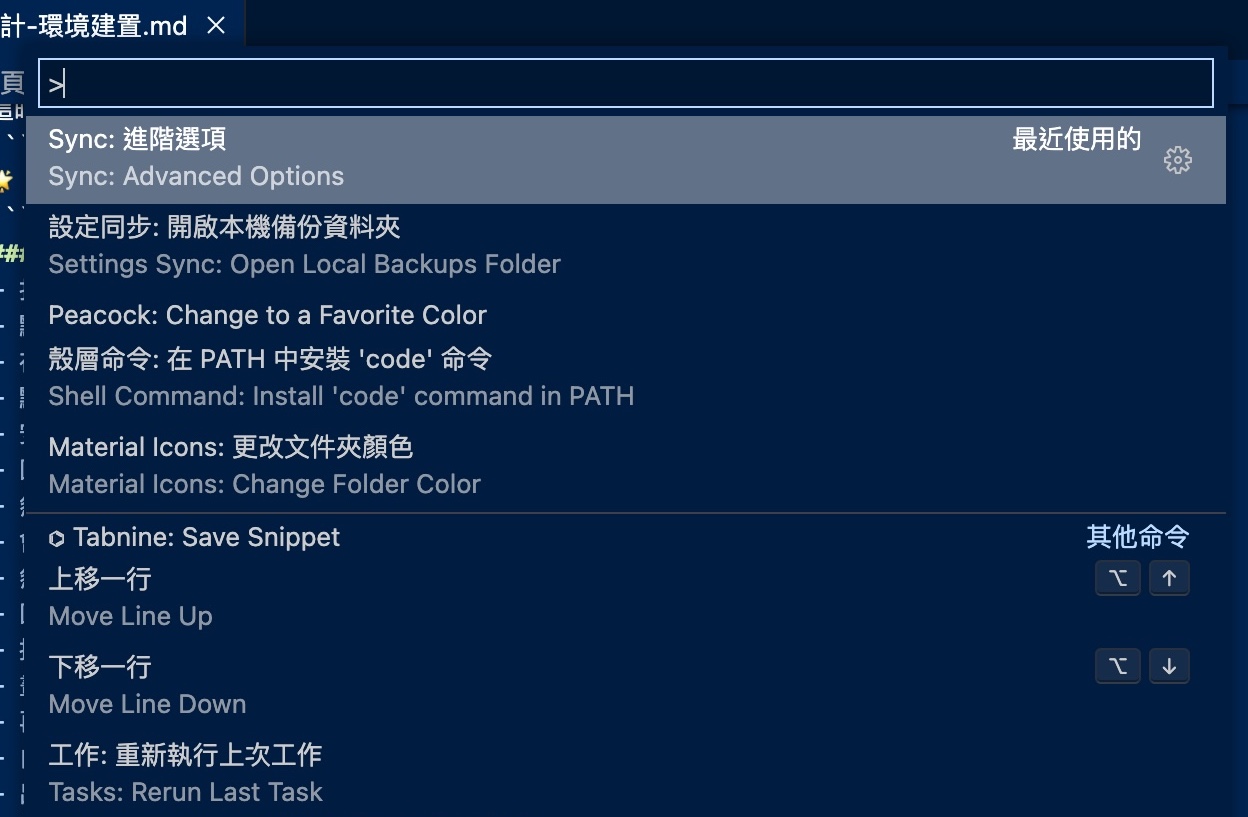 計-環境建置.md
>
Sync: 進階選項
最近使用的
Sync: Advanced Options
設定同步: 開啟本機備份資料夾
Settings Sync: Open Local Backups Folder
Peacock: Change to a Favorite Color
殼層命令: 在 PATH 中安裝 'code' 命令
Shell Command: Install 'code' command in PATH
Material Icons: 更改文件夾顏色
Material Icons: Change Folder Color
Tabnine: Save Snippet
其他命令
上移一行
⌥ ↑
Move Line Up
下移一行
⌥ ↓
Move Line Down
工作: 重新執行上次工作
Tasks: Rerun Last Task